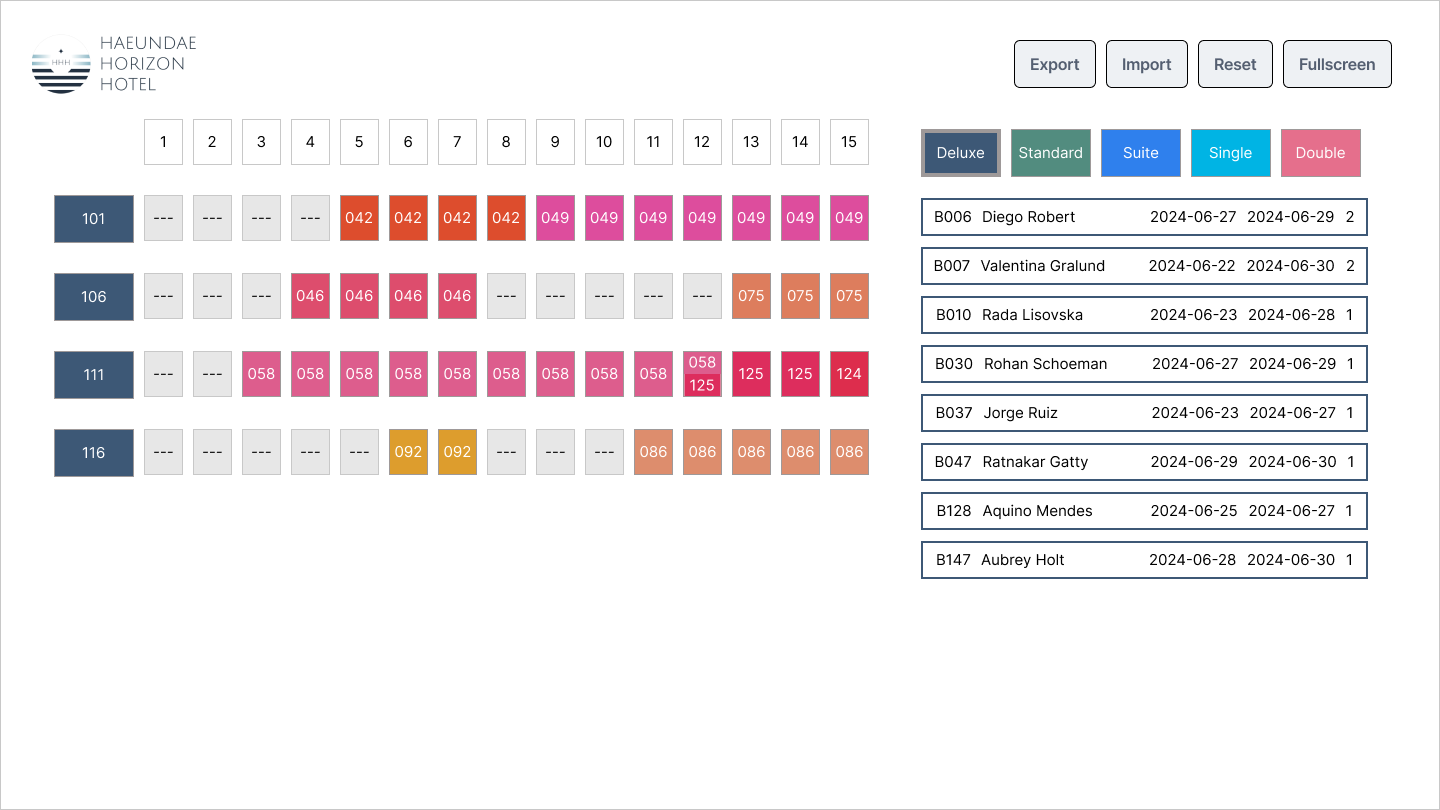 HHH
HAEUNDAE
HORIZON
HOTEL
Export Import Reset Fullscreen
1 2 3 4 5 6 7 8 9 10 11 12 13 14 15
Deluxe Standard Suite Single Double
101 --- --- --- --- 042 042 042 042 049 049 049 049 049 049 049
106 --- --- --- 046 046 046 046 --- --- --- --- --- 075 075 075
111 --- --- 058 058 058 058 058 058 058 058 058 058 125 125 125 124
116 --- --- --- --- --- 092 092 --- --- --- 086 086 086 086 086
B006 Diego Robert 2024-06-27 2024-06-29 2
B007 Valentina Gralund 2024-06-22 2024-06-30 2
B010 Rada Lisovska 2024-06-23 2024-06-28 1
B030 Rohan Schoeman 2024-06-27 2024-06-29 1
B037 Jorge Ruiz 2024-06-23 2024-06-27 1
B047 Ratnakar Gatty 2024-06-29 2024-06-30 1
B128 Aquino Mendes 2024-06-25 2024-06-27 1
B147 Aubrey Holt 2024-06-28 2024-06-30 1